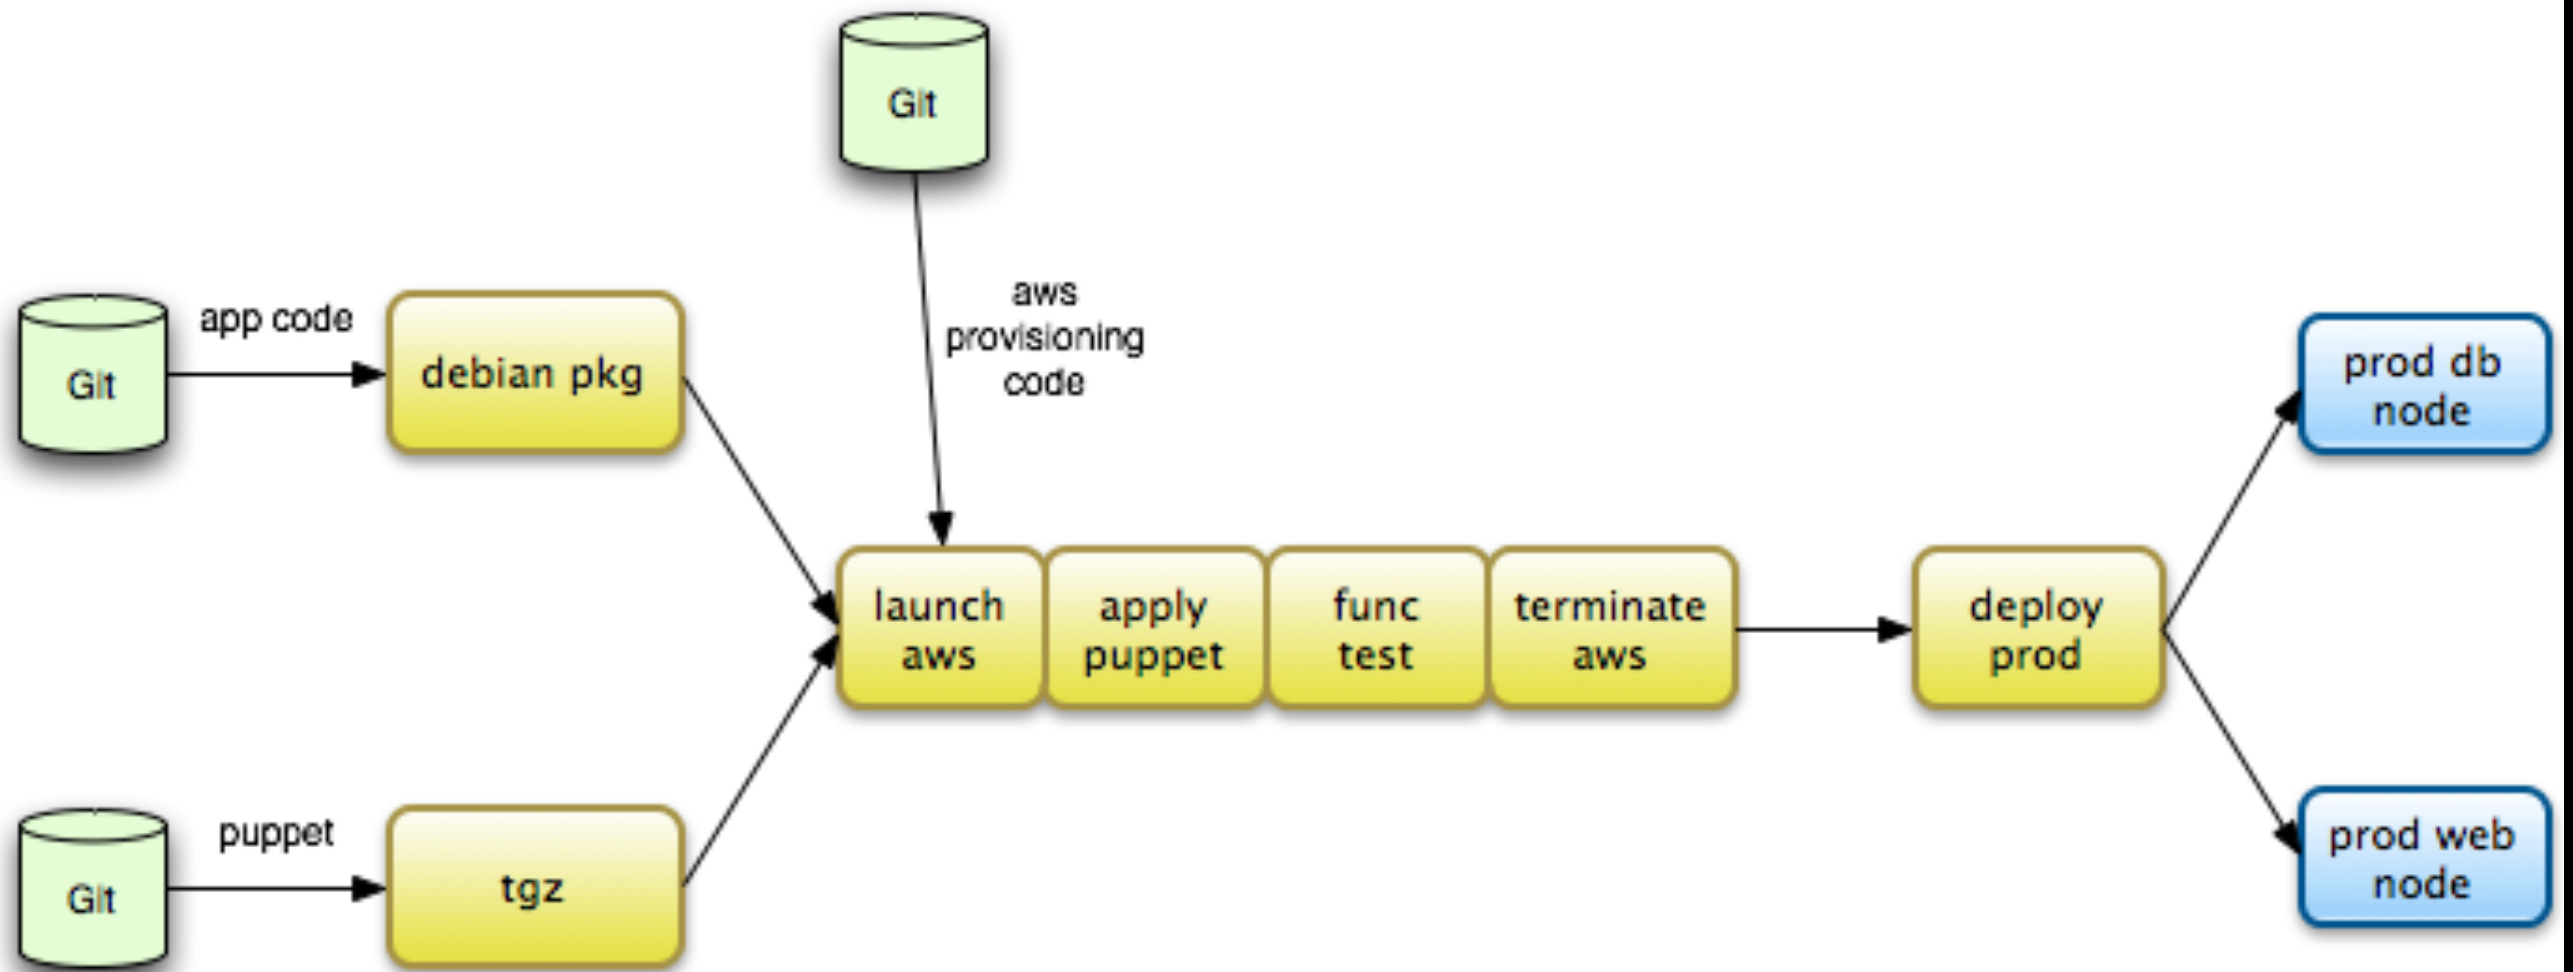 Git
aws
provisioning
code
app code
Git
debian pkg
prod db
node
launch
aws
apply
puppet
func
test
terminate
aws
deploy
prod
puppet
Git
tgz
prod web
node